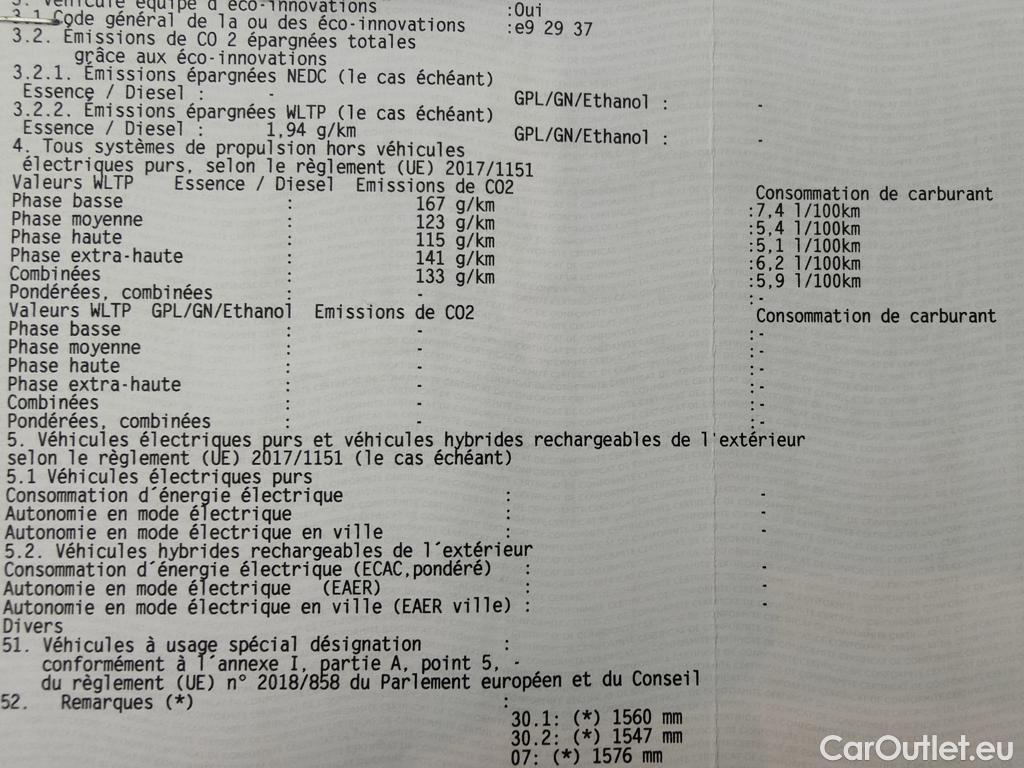 3. Véhicule équipé d'éco-innovations :Oui
3.1 Code général de la ou des éco-innovations :e9 29 37
3.2. Émissions de CO 2 épargnées totales
grâce aux éco-innovations
3.2.1. Émissions épargnées NEDC (le cas échéant)
Essence / Diesel : - GPL/GN/Ethanol : -
3.2.2. Émissions épargnées WLTP (le cas échéant)
Essence / Diesel : 1,94 g/km GPL/GN/Ethanol : -
4. Tous systèmes de propulsion hors véhicules
électriques purs, selon le règlement (UE) 2017/1151
Valeurs WLTP Essence / Diesel Emissions de CO2 Consommation de carburant
Phase basse : 167 g/km :7,4 l/100km
Phase moyenne : 123 g/km :5,4 l/100km
Phase haute : 115 g/km :5,1 l/100km
Phase extra-haute : 141 g/km :6,2 l/100km
Combinées : 133 g/km :5,9 l/100km
Pondérées, combinées : - :-
Valeurs WLTP GPL/GN/Ethanol Emissions de CO2 Consommation de carburant
Phase basse : - :-
Phase moyenne : - :-
Phase haute : - :-
Phase extra-haute : - :-
Combinées : - :-
Pondérées, combinées : - :-
5. Véhicules électriques purs et véhicules hybrides rechargeables de l'extérieur
selon le règlement (UE) 2017/1151 (le cas échéant)
5.1 Véhicules électriques purs
Consommation d´énergie électrique : -
Autonomie en mode électrique : -
Autonomie en mode électrique en ville : -
5.2. Véhicules hybrides rechargeables de l´extérieur
Consommation d´énergie électrique (ECAC,pondéré) : -
Autonomie en mode électrique (EAER) : -
Autonomie en mode électrique en ville (EAER ville) : -
Divers
51. Véhicules à usage spécial désignation :
conformément à l´annexe I, partie A, point 5, -
du règlement (UE) n° 2018/858 du Parlement européen et du Conseil
52. Remarques (*) :
30.1: (*) 1560 mm
30.2: (*) 1547 mm
07: (*) 1576 mm
CarOutlet.eu